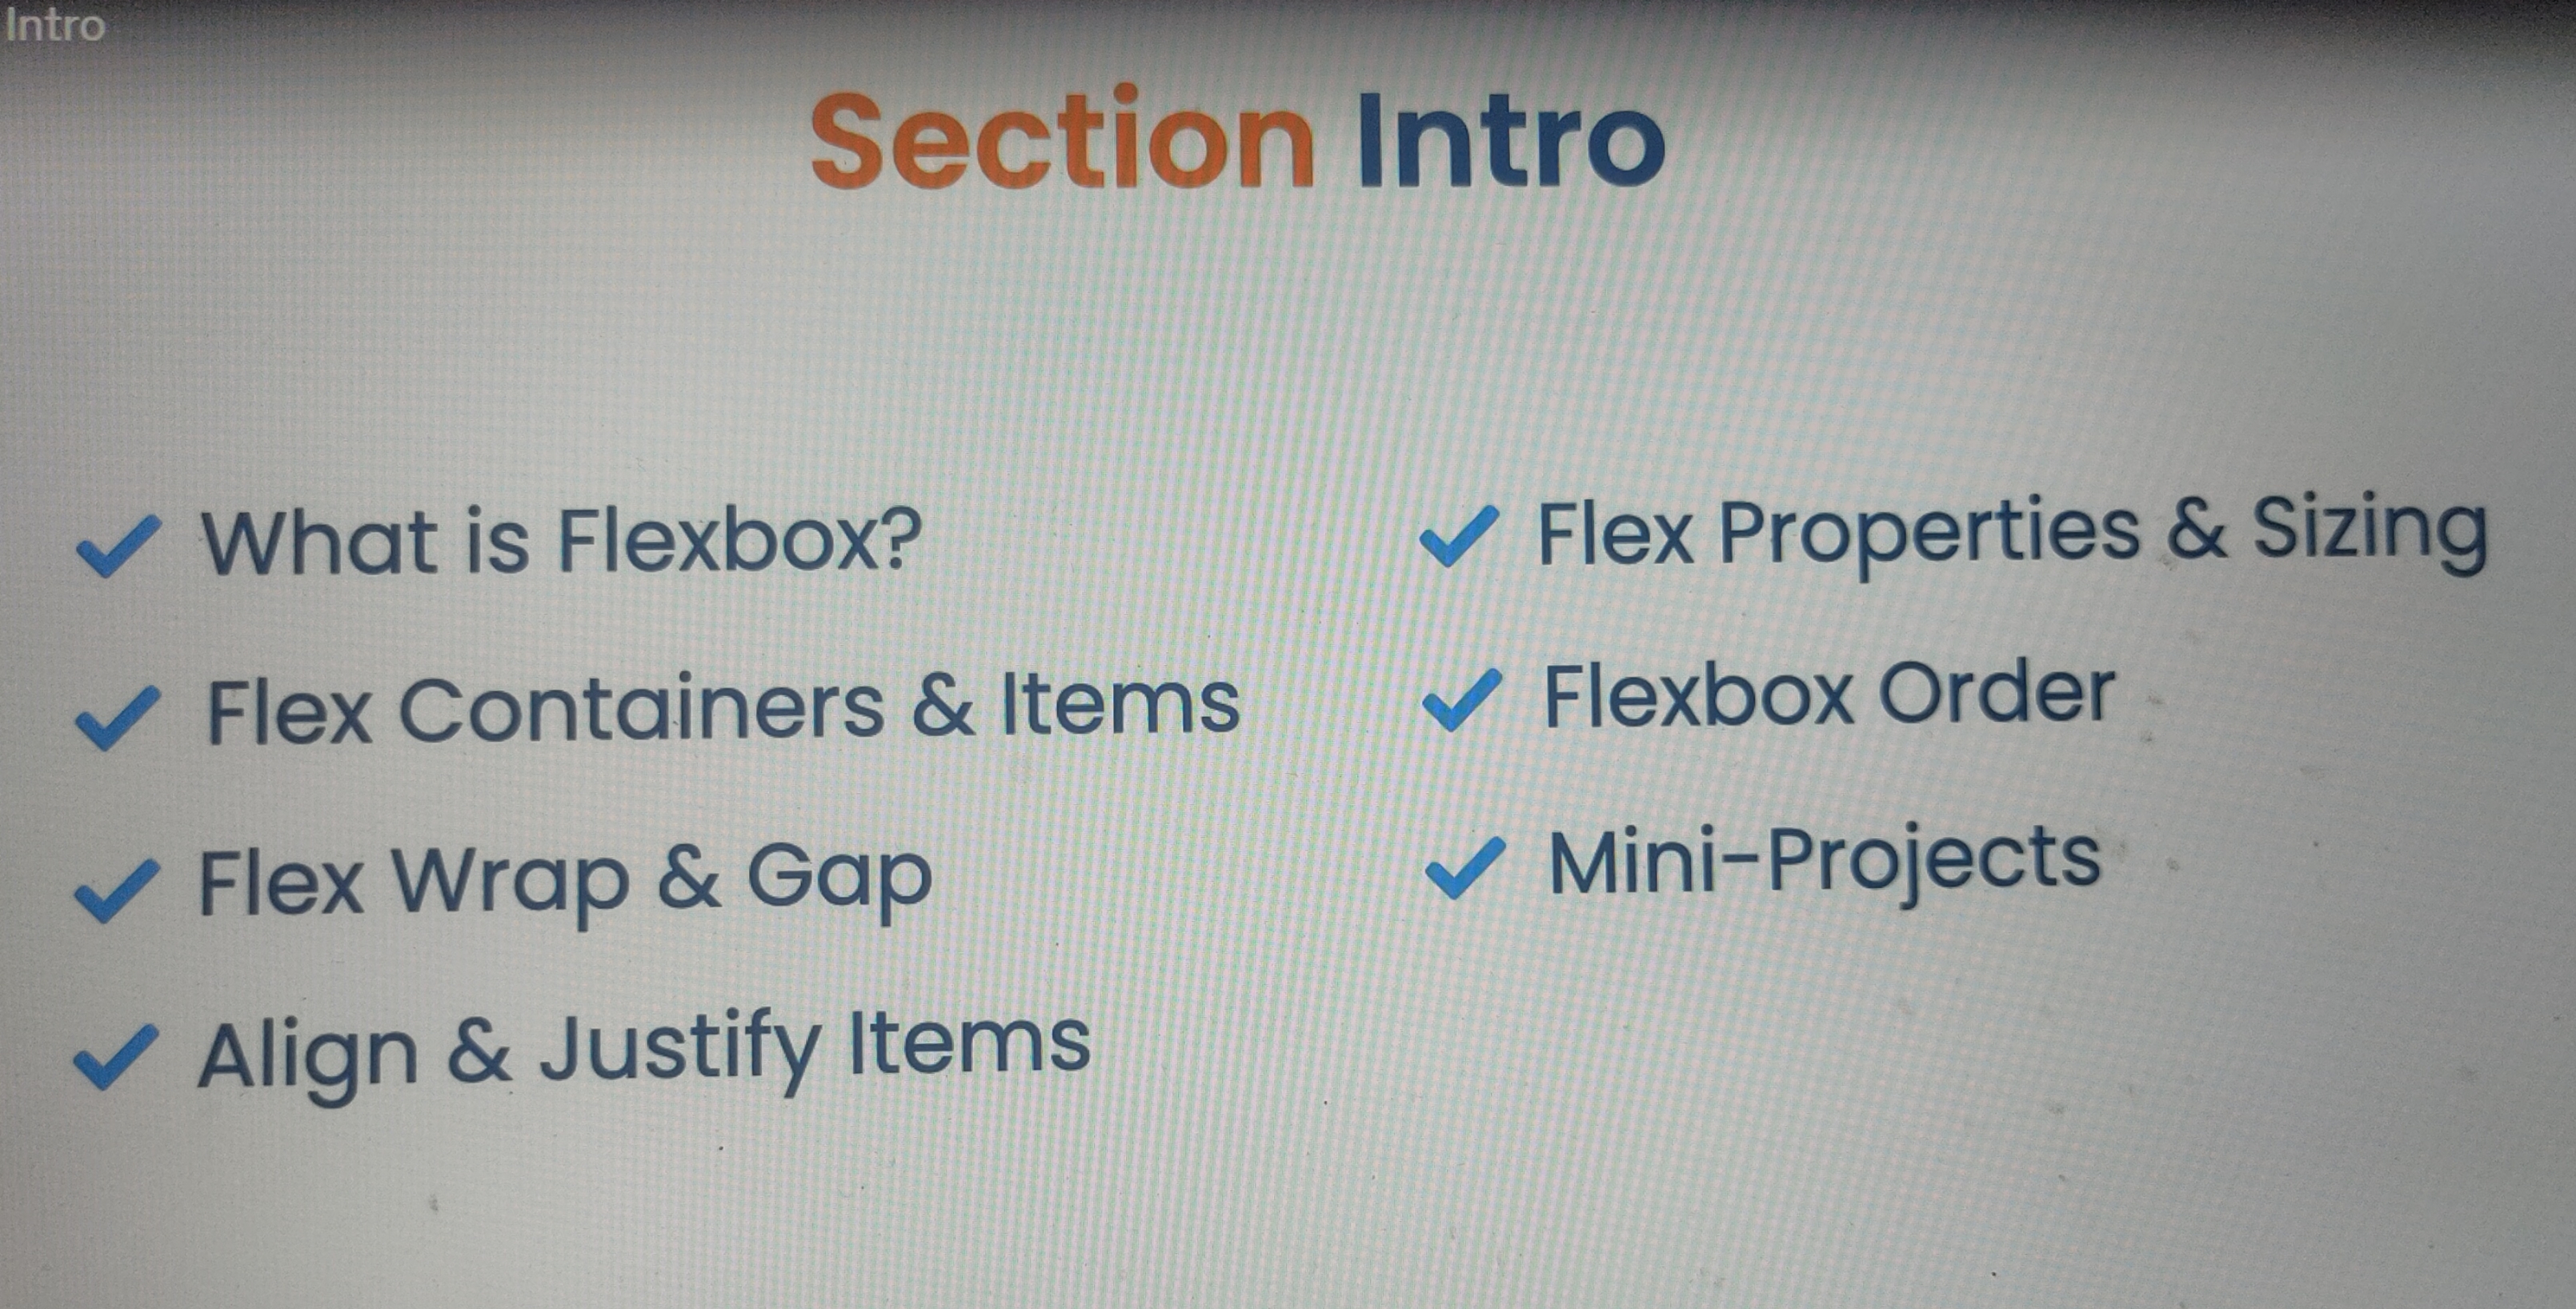 Intro
Section Intro
What is Flexbox?
Flex Containers & Items
Flex Wrap & Gap
Align & Justify Items
Flex Properties & Sizing
Flexbox Order
Mini-Projects